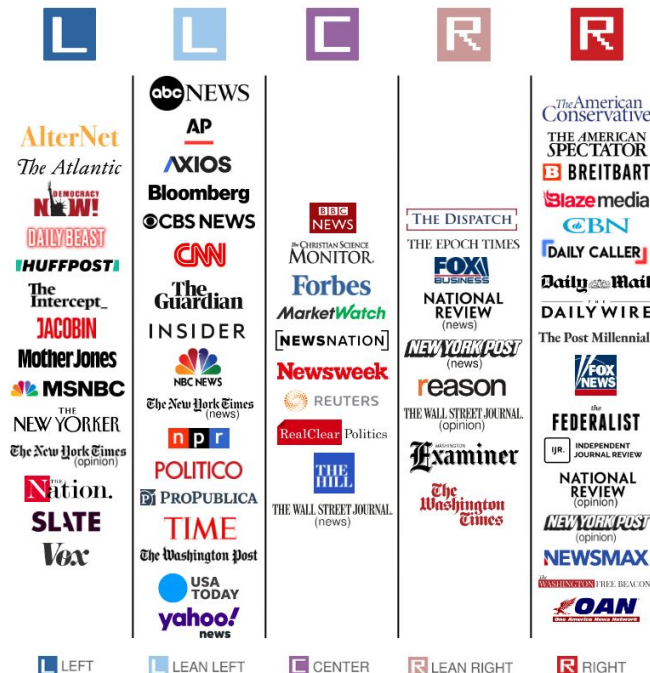 L
L
C
R
R
AlterNet
The Atlantic
DEMOCRACY
NOW!
DAILY BEAST
HUFFPOST
The
Intercept_
JACOBIN
Mother Jones
MSNBC
THE
NEW YORKER
The New York Times
(opinion)
THE
Nation.
SLATE
Vox
abc NEWS
AP
AXIOS
Bloomberg
CBS NEWS
CNN
The
Guardian
INSIDER
NBC NEWS
The New York Times
(news)
npr
POLITICO
PROPUBLICA
TIME
The Washington Post
USA
TODAY
yahoo!
news
BBC
NEWS
The CHRISTIAN SCIENCE
MONITOR
Forbes
MarketWatch
[NEWSNATION]
Newsweek
REUTERS
RealClear Politics
THE
HILL
THE WALL STREET JOURNAL.
(news)
THE DISPATCH
THE EPOCH TIMES
FOX
BUSINESS
NATIONAL
REVIEW
(news)
NEW YORK POST
(news)
reason
THE WALL STREET JOURNAL.
(opinion)
WASHINGTON
Examiner
The
Washington
Times
The American
Conservative
THE AMERICAN
SPECTATOR
B BREITBART
Blaze media
CBN
DAILY CALLER
Daily Mail
THE
DAILY WIRE
The Post Millennial
FOX
NEWS
the
FEDERALIST
IJR. INDEPENDENT
JOURNAL REVIEW
NATIONAL
REVIEW
(opinion)
NEW YORK POST
(opinion)
NEWSMAX
The
WASHINGTON FREE BEACON
OAN
One America News Network
L LEFT
L LEAN LEFT
C CENTER
R LEAN RIGHT
R RIGHT